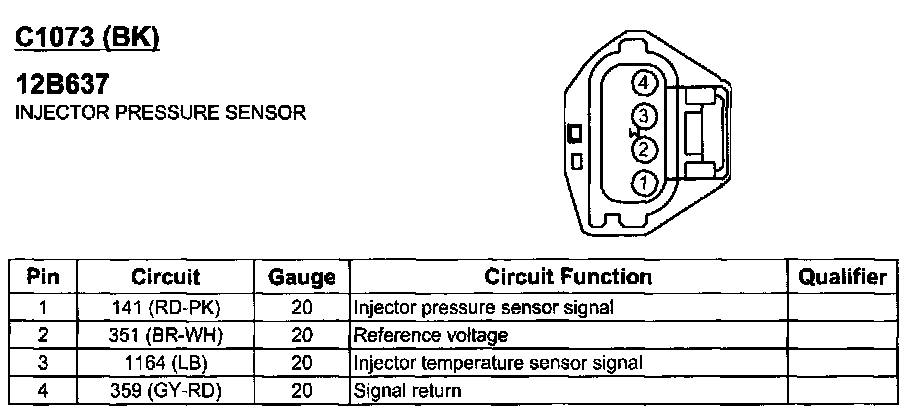 C1073 (BK)
12B637
INJECTOR PRESSURE SENSOR
4
3
2
1
Pin Circuit Gauge Circuit Function Qualifier
1 141 (RD-PK) 20 Injector pressure sensor signal
2 351 (BR-WH) 20 Reference voltage
3 1164 (LB) 20 Injector temperature sensor signal
4 359 (GY-RD) 20 Signal return